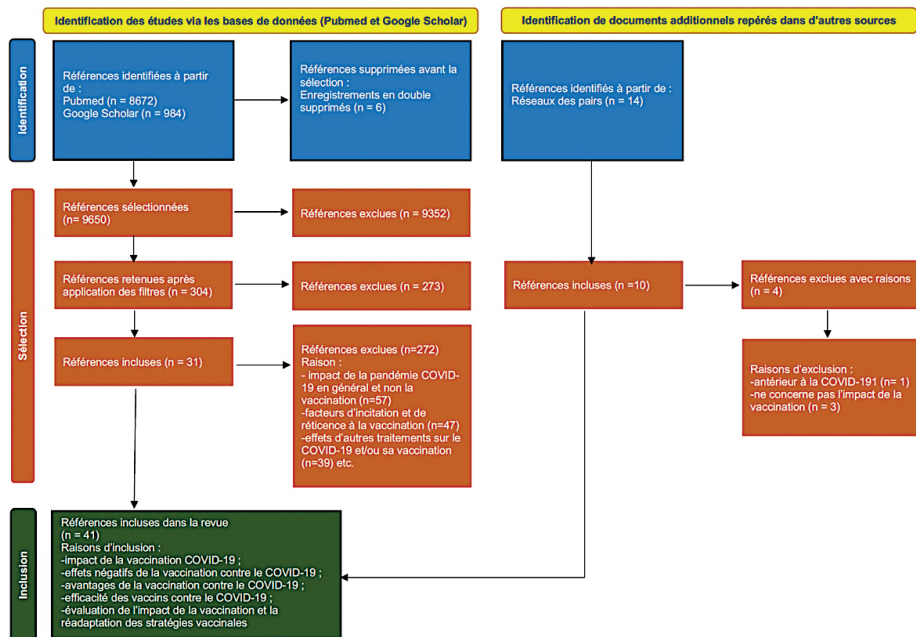 Identification des études via les bases de données (Pubmed et Google Scholar)
Identification de documents additionnels repérés dans d'autres sources
Identification
Références identifiées à partir
de :
Pubmed (n = 8672)
Google Scholar (n = 984)
Références supprimées avant la
sélection :
Enregistrements en double
supprimés (n = 6)
Références identifiés à partir de :
Réseaux des pairs (n = 14)
Sélection
Références sélectionnées
(n= 9650)
Références exclues (n = 9352)
Références retenues après
application des filtres (n = 304)
Références exclues (n = 273)
Références incluses (n =10)
Références exclues avec raisons
(n = 4)
Références incluses (n = 31)
Références exclues (n=272)
Raison :
- impact de la pandémie COVID-
19 en général et non la
vaccination (n=57)
-facteurs d'incitation et de
réticence à la vaccination (n=47)
-effets d'autres traitements sur le
COVID-19 et/ou sa vaccination
(n=39) etc.
Raisons d'exclusion :
-antérieur à la COVID-191 (n= 1)
-ne concerne pas l'impact de la
vaccination (n = 3)
Inclusion
Références incluses dans la revue
(n = 41)
Raisons d'inclusion :
-impact de la vaccination COVID-19 ;
-effets négatifs de la vaccination contre le COVID-19 ;
-avantages de la vaccination contre le COVID-19 ;
-efficacité des vaccins contre le COVID-19 ;
-évaluation de l'impact de la vaccination et la
réadaptation des stratégies vaccinales